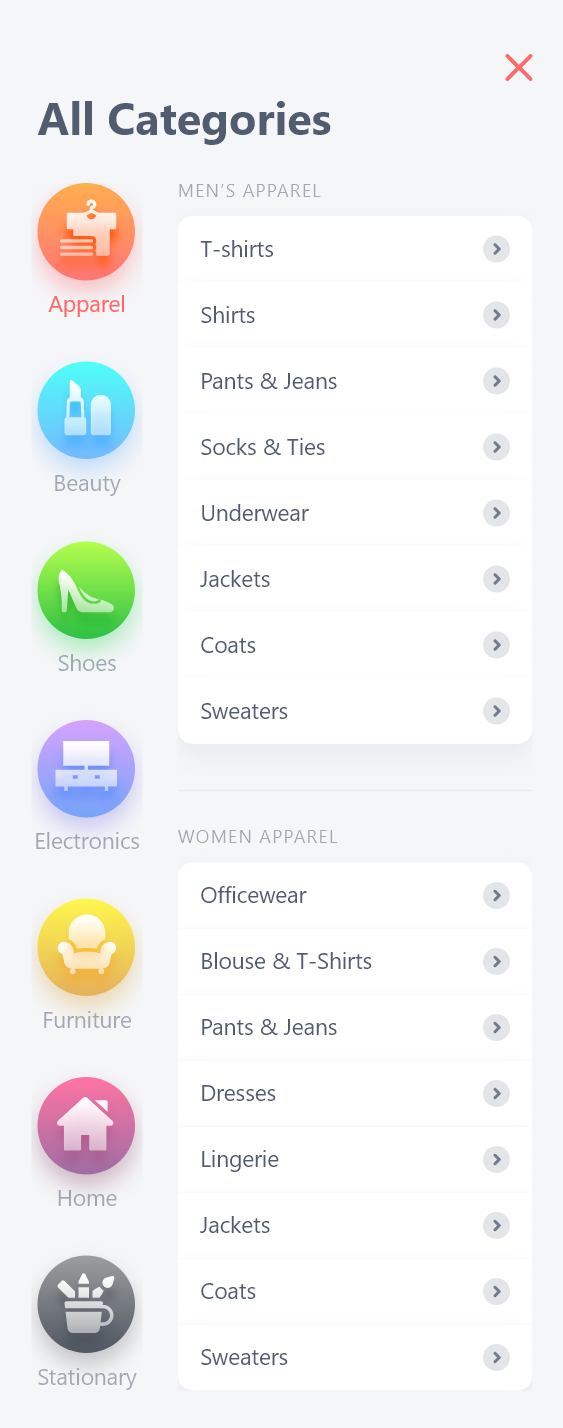 All Categories
Apparel
Beauty
Shoes
Electronics
Furniture
Home
Stationary
MEN'S APPAREL
T-shirts
Shirts
Pants & Jeans
Socks & Ties
Underwear
Jackets
Coats
Sweaters
WOMEN APPAREL
Officewear
Blouse & T-Shirts
Pants & Jeans
Dresses
Lingerie
Jackets
Coats
Sweaters